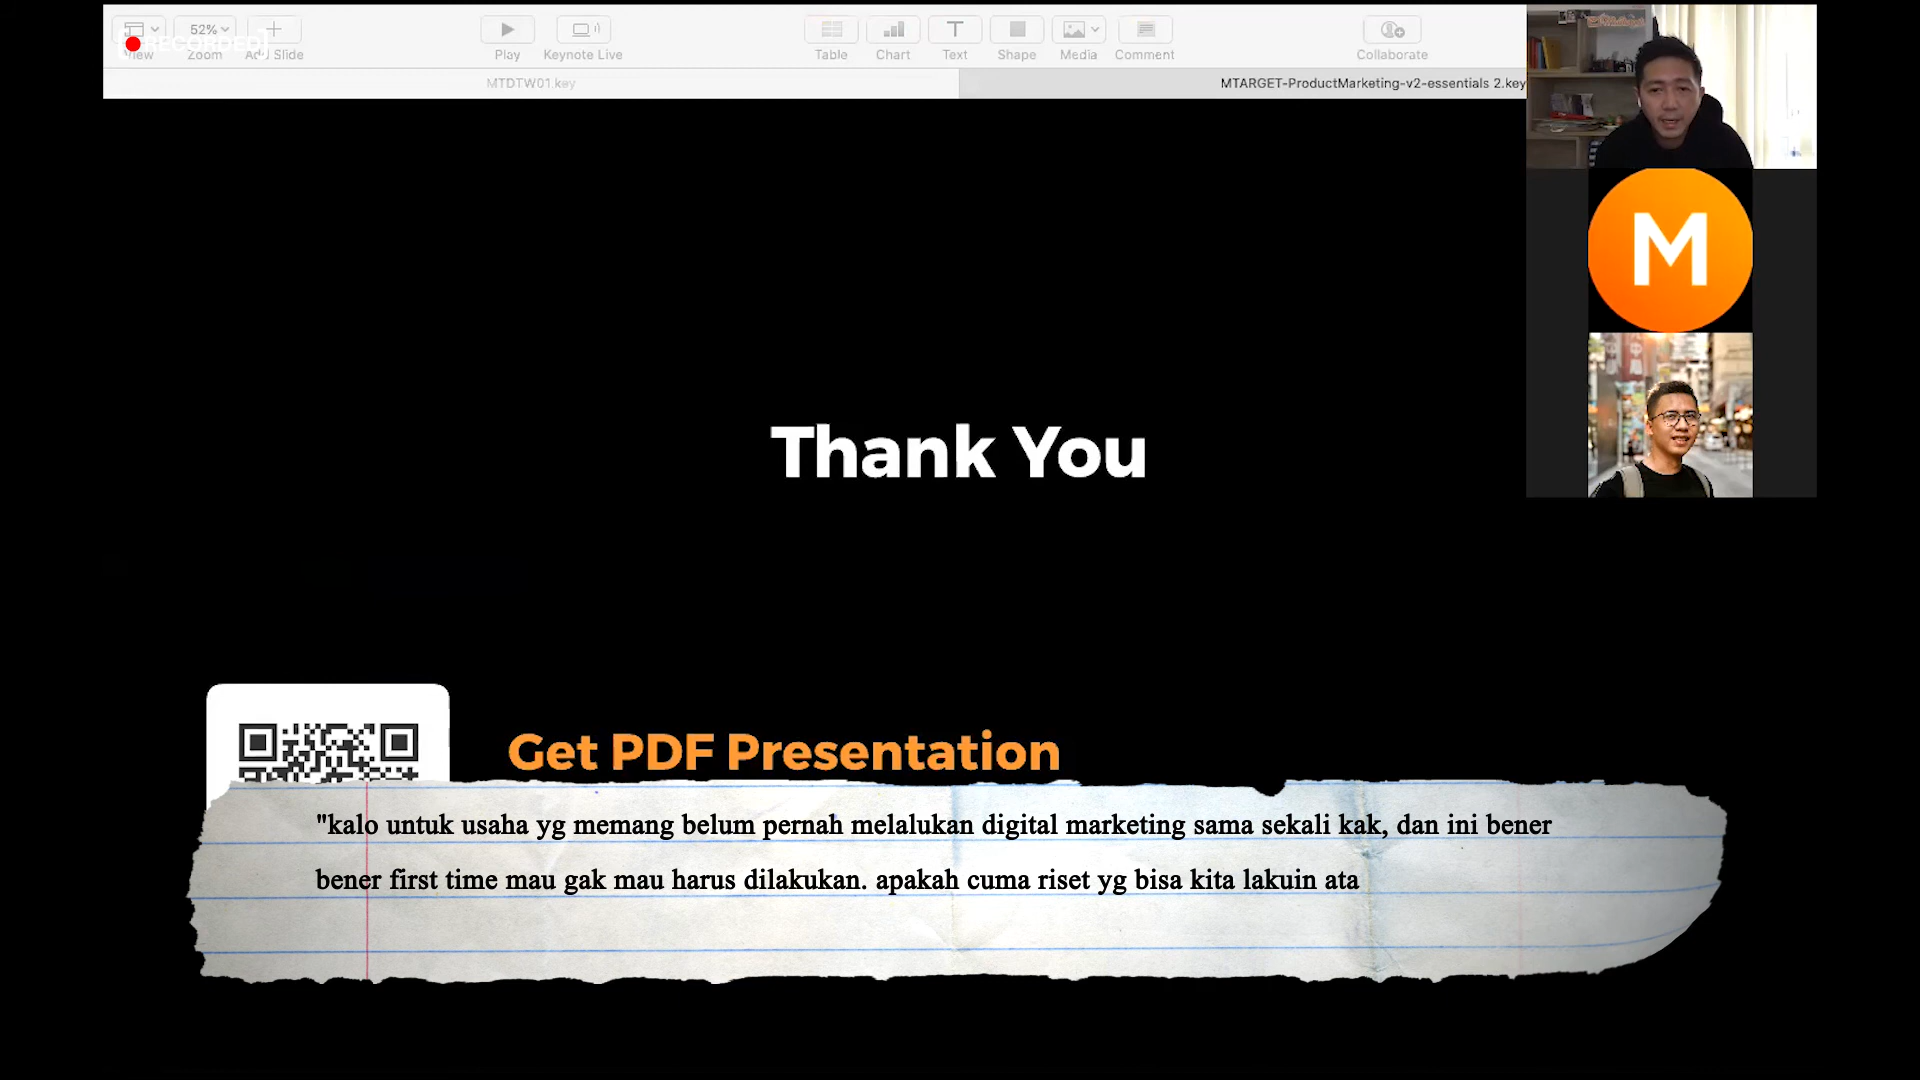 52%
[RECORDED]
View
Zoom
Add Slide
Play
Keynote Live
Table
Chart
Text
Shape
Media
Comment
Collaborate
MTDTW01.key
MTARGET-ProductMarketing-v2-essentials 2.key
M
Thank You
Get PDF Presentation
"kalo untuk usaha yg memang belum pernah melalukan digital marketing sama sekali kak, dan ini bener
bener first time mau gak mau harus dilakukan. apakah cuma riset yg bisa kita lakuin ata